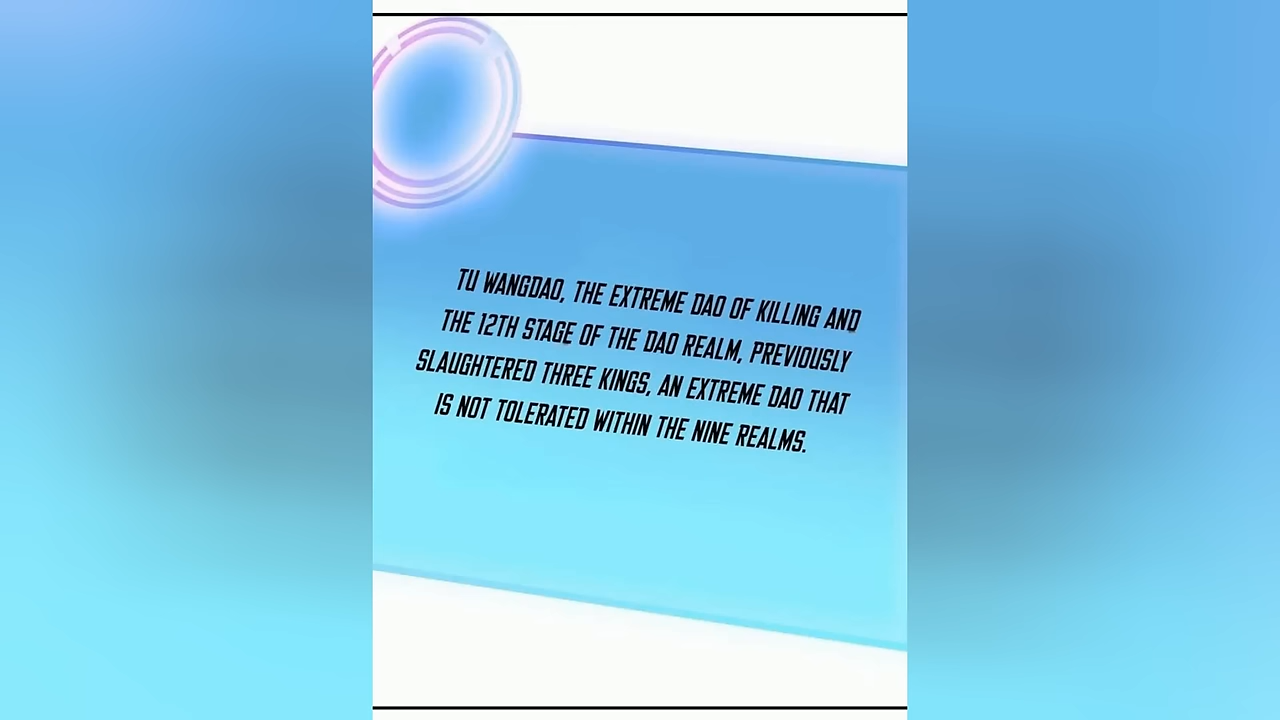 TU WANGDAO, THE EXTREME DAO OF KILLING AND
THE 12TH STAGE OF THE DAO REALM, PREVIOUSLY
SLAUGHTERED THREE KINGS, AN EXTREME DAO THAT
IS NOT TOLERATED WITHIN THE NINE REALMS.